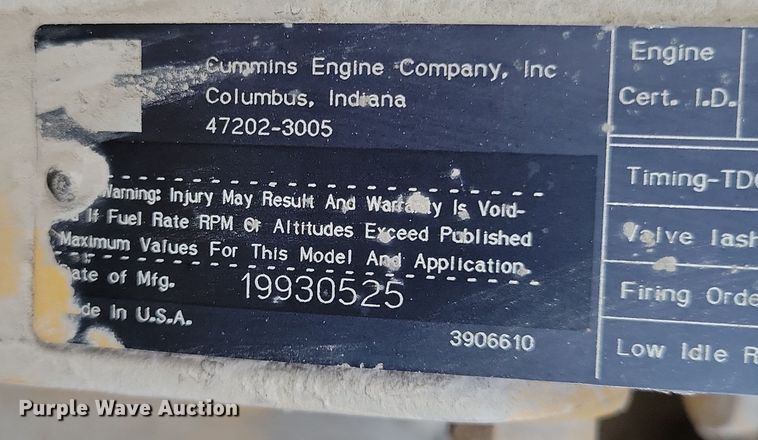 Cummins Engine Company, Inc
Columbus, Indiana
47202-3005
Warning: Injury May Result And Warranty Is Void-
If Fuel Rate RPM Or Altitudes Exceed Published
Maximum Values For This Model And Application.
Date of Mfg. 19930525
Made In U.S.A.
3906610
Engine
Cert. I.D.
Timing-TDC
Valve lash
Firing Orde
Low Idle R
Purple Wave Auction